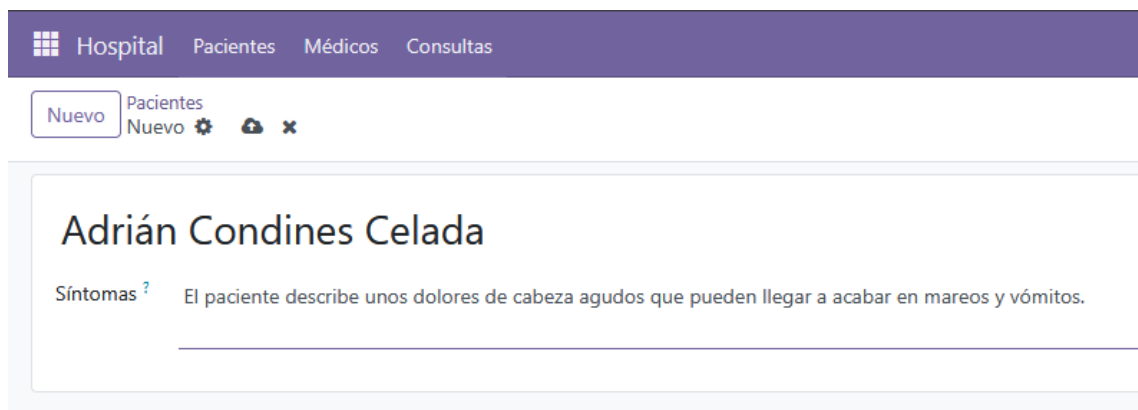 Hospital Pacientes Médicos Consultas
Nuevo
Pacientes
Nuevo
Adrián Condines Celada
Síntomas ? El paciente describe unos dolores de cabeza agudos que pueden llegar a acabar en mareos y vómitos.